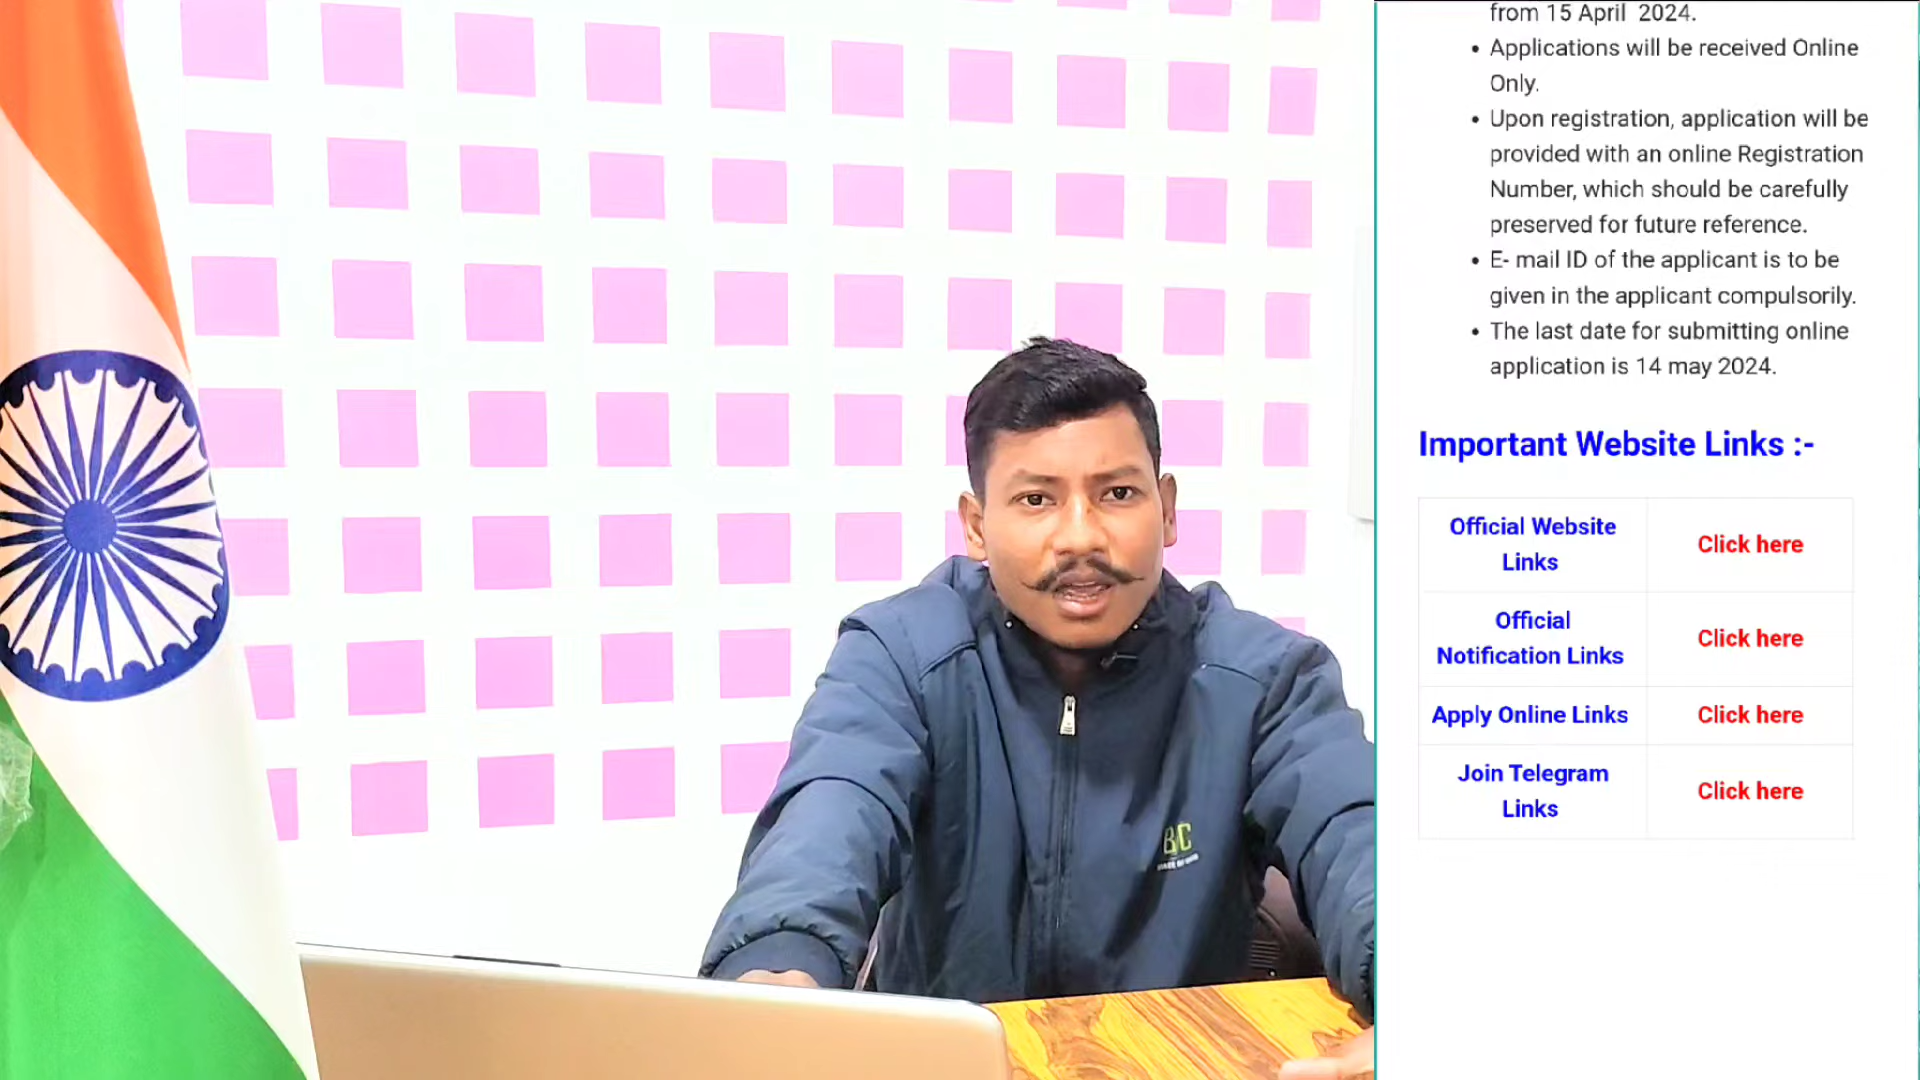 from 15 April 2024.
• Applications will be received Online
Only.
• Upon registration, application will be
provided with an online Registration
Number, which should be carefully
preserved for future reference.
• E- mail ID of the applicant is to be
given in the applicant compulsorily.
• The last date for submitting online
application is 14 may 2024.
Important Website Links :-
Official Website
Links
Click here
Official
Notification Links
Click here
Apply Online Links
Click here
Join Telegram
Links
Click here